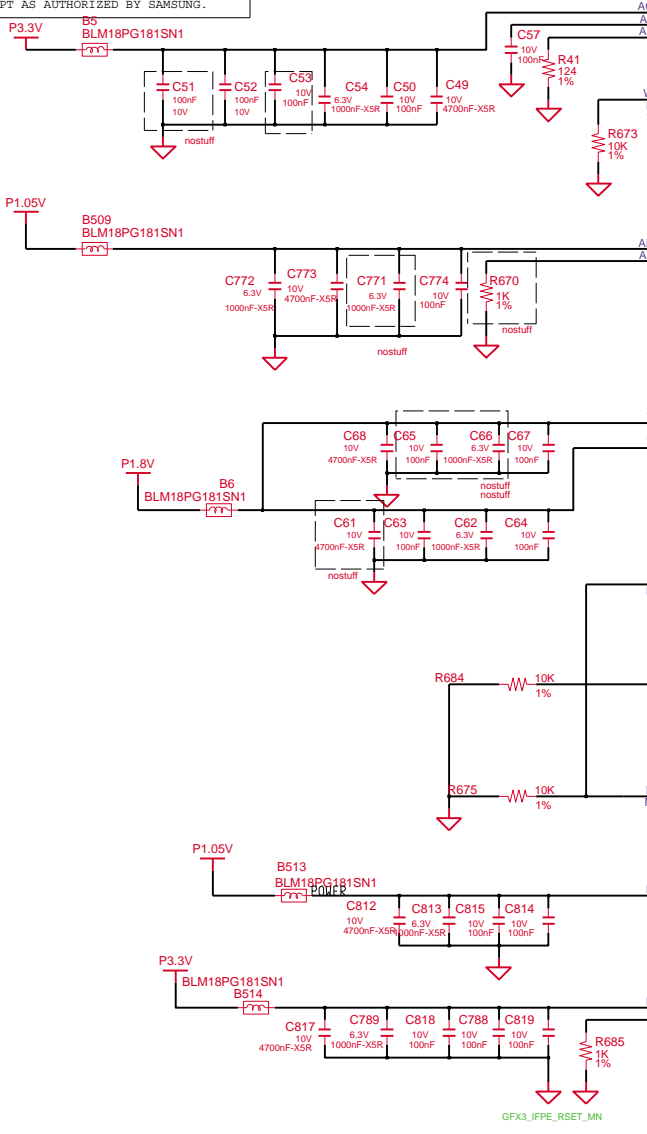 PT AS AUTHORIZED BY SAMSUNG.
P3.3V
B5
BLM18PG181SN1
C51
100nF
10V
C52
100nF
10V
C53
10V
100nF
C54
6.3V
1000nF-X5R
C50
10V
100nF
C49
10V
4700nF-X5R
nostuff
C57
10V
100nF
R41
124
1%
R673
10K
1%
P1.05V
B509
BLM18PG181SN1
C772
6.3V
1000nF-X5R
C773
10V
4700nF-X5R
C771
6.3V
1000nF-X5R
C774
10V
100nF
R670
1K
1%
nostuff
nostuff
P1.8V
B6
BLM18PG181SN1
C68
10V
4700nF-X5R
C65
10V
100nF
C66
6.3V
1000nF-X5R
C67
10V
100nF
nostuff
nostuff
C61
10V
4700nF-X5R
C63
10V
100nF
C62
6.3V
1000nF-X5R
C64
10V
100nF
nostuff
R684
10K
1%
R675
10K
1%
P1.05V
B513
BLM18PG181SN1
POWER
C812
10V
4700nF-X5R
C813
6.3V
1000nF-X5R
C815
10V
100nF
C814
10V
100nF
P3.3V
BLM18PG181SN1
B514
C817
10V
4700nF-X5R
C789
6.3V
1000nF-X5R
C818
10V
100nF
C788
10V
100nF
C819
10V
100nF
R685
1K
1%
GFX3_IFPE_RSET_MN